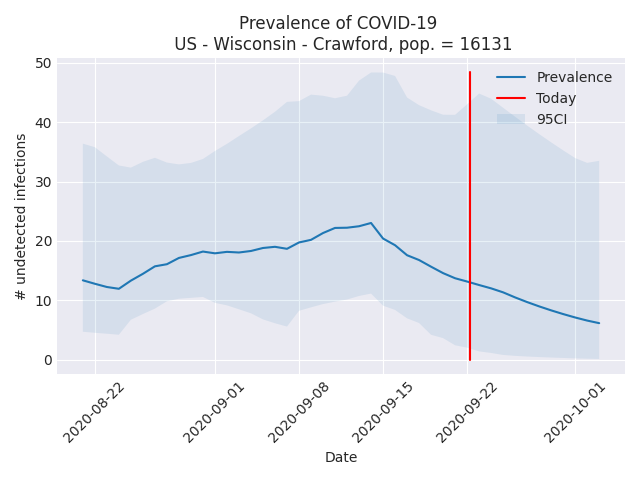 Prevalence of COVID-19
US - Wisconsin - Crawford, pop. = 16131
# undetected infections
50
40
30
20
10
0
Prevalence
Today
95CI
2020-08-22
2020-09-01
2020-09-08
2020-09-15
2020-09-22
2020-10-01
Date